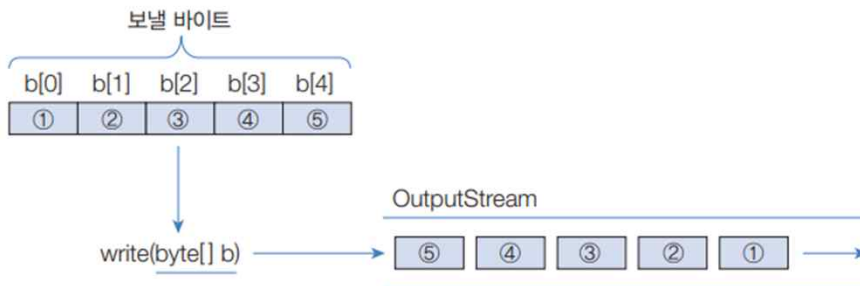 보낼 바이트
b[0] b[1] b[2] b[3] b[4]
① ② ③ ④ ⑤
OutputStream
write(byte[] b) ⑤ ④ ③ ② ①